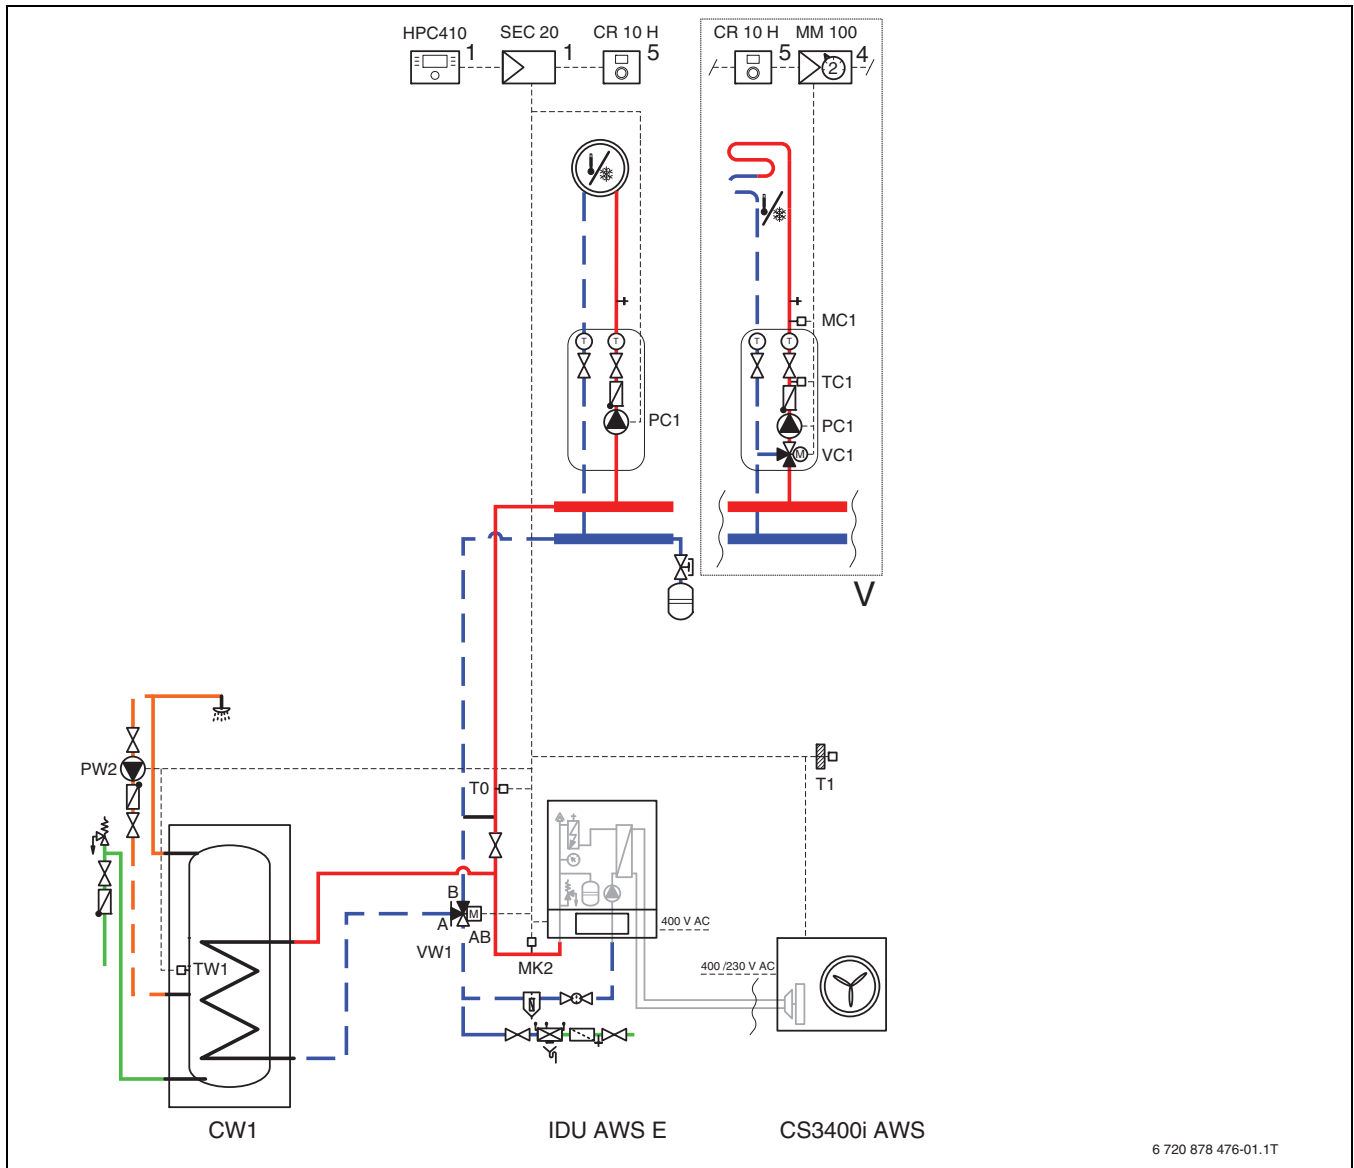 HPC410 SEC 20 CR 10 H CR 10 H MM 100
1 1 5 5 2 4
T T T T
MC1
TC1
PC1 PC1
M VC1
V
PW2
T0
T1
B
A M
AB
VW1
400 V AC
TW1
MK2
400 /230 V AC
CW1 IDU AWS E CS3400i AWS
6 720 878 476-01.1T